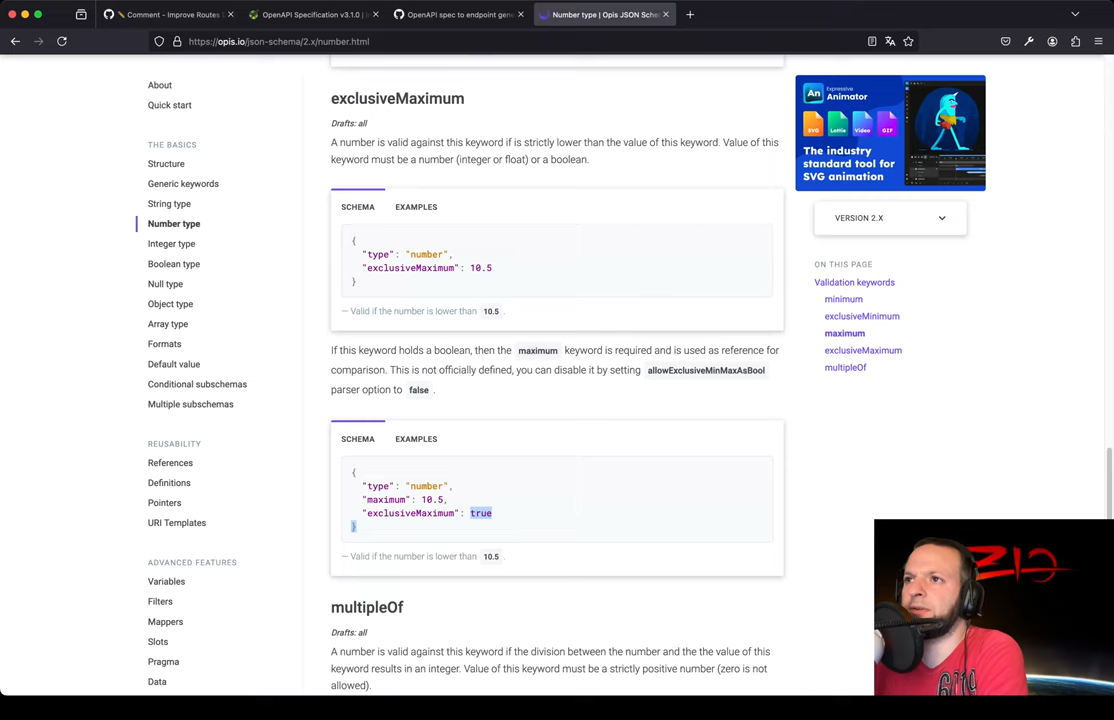 Comment - Improve Routes
OpenAPI Specification v3.1.0 | In
OpenAPI spec to endpoint gene
Number type | Opis JSON Sche
https://opis.io/json-schema/2.x/number.html
About
Quick start
THE BASICS
Structure
Generic keywords
String type
Number type
Integer type
Boolean type
Null type
Object type
Array type
Formats
Default value
Conditional subschemas
Multiple subschemas
REUSABILITY
References
Definitions
Pointers
URI Templates
ADVANCED FEATURES
Variables
Filters
Mappers
Slots
Pragma
Data
exclusiveMaximum
Drafts: all
A number is valid against this keyword if is strictly lower than the value of this keyword. Value of this
keyword must be a number (integer or float) or a boolean.
SCHEMA EXAMPLES
{
"type": "number",
"exclusiveMaximum": 10.5
}
— Valid if the number is lower than 10.5 .
If this keyword holds a boolean, then the maximum keyword is required and is used as reference for
comparison. This is not officially defined, you can disable it by setting allowExclusiveMinMaxAsBool
parser option to false .
SCHEMA EXAMPLES
{
"type": "number",
"maximum": 10.5,
"exclusiveMaximum": true
}
— Valid if the number is lower than 10.5 .
multipleOf
Drafts: all
A number is valid against this keyword if the division between the number and the the value of this
keyword results in an integer. Value of this keyword must be a strictly positive number (zero is not
allowed).
An
Expressive
Animator
SVG
Lottie
Video
GIF
The industry
standard tool for
SVG animation
VERSION 2.X
ON THIS PAGE
Validation keywords
minimum
exclusiveMinimum
maximum
exclusiveMaximum
multipleOf